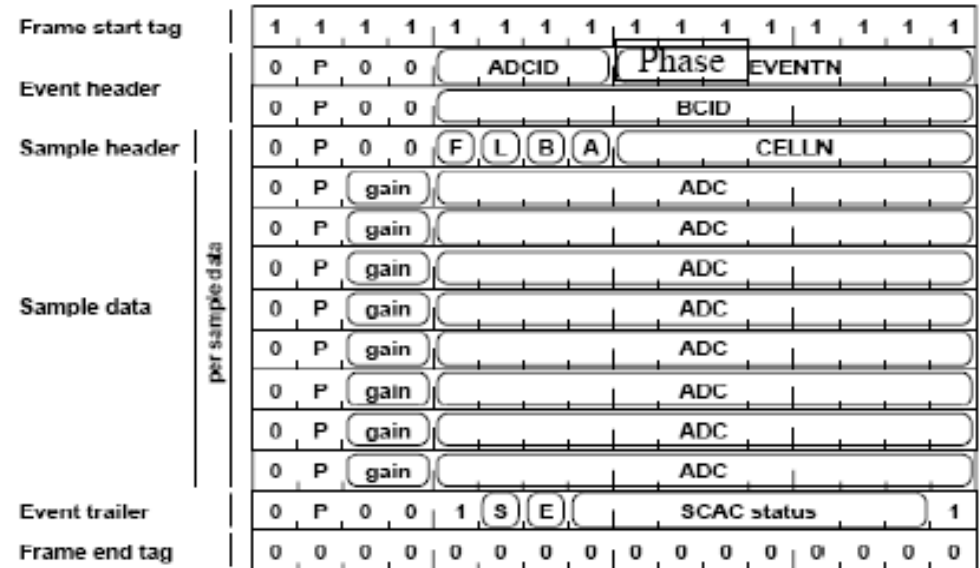 Frame start tag 1 1 1 1 1 1 1 1 1 1 1 1 1 1 1 1
Event header
0 P 0 0 ADCID Phase EVENTN
0 P 0 0 BCID
Sample header 0 P 0 0 F L B A CELLN
0 P gain ADC
0 P gain ADC
0 P gain ADC
Sample data 0 P gain ADC
0 P gain ADC
0 P gain ADC
0 P gain ADC
0 P gain ADC
per sample data
Event trailer 0 P 0 0 1 S E SCAC status 1
Frame end tag 0 0 0 0 0 0 0 0 0 0 0 0 0 0 0 0